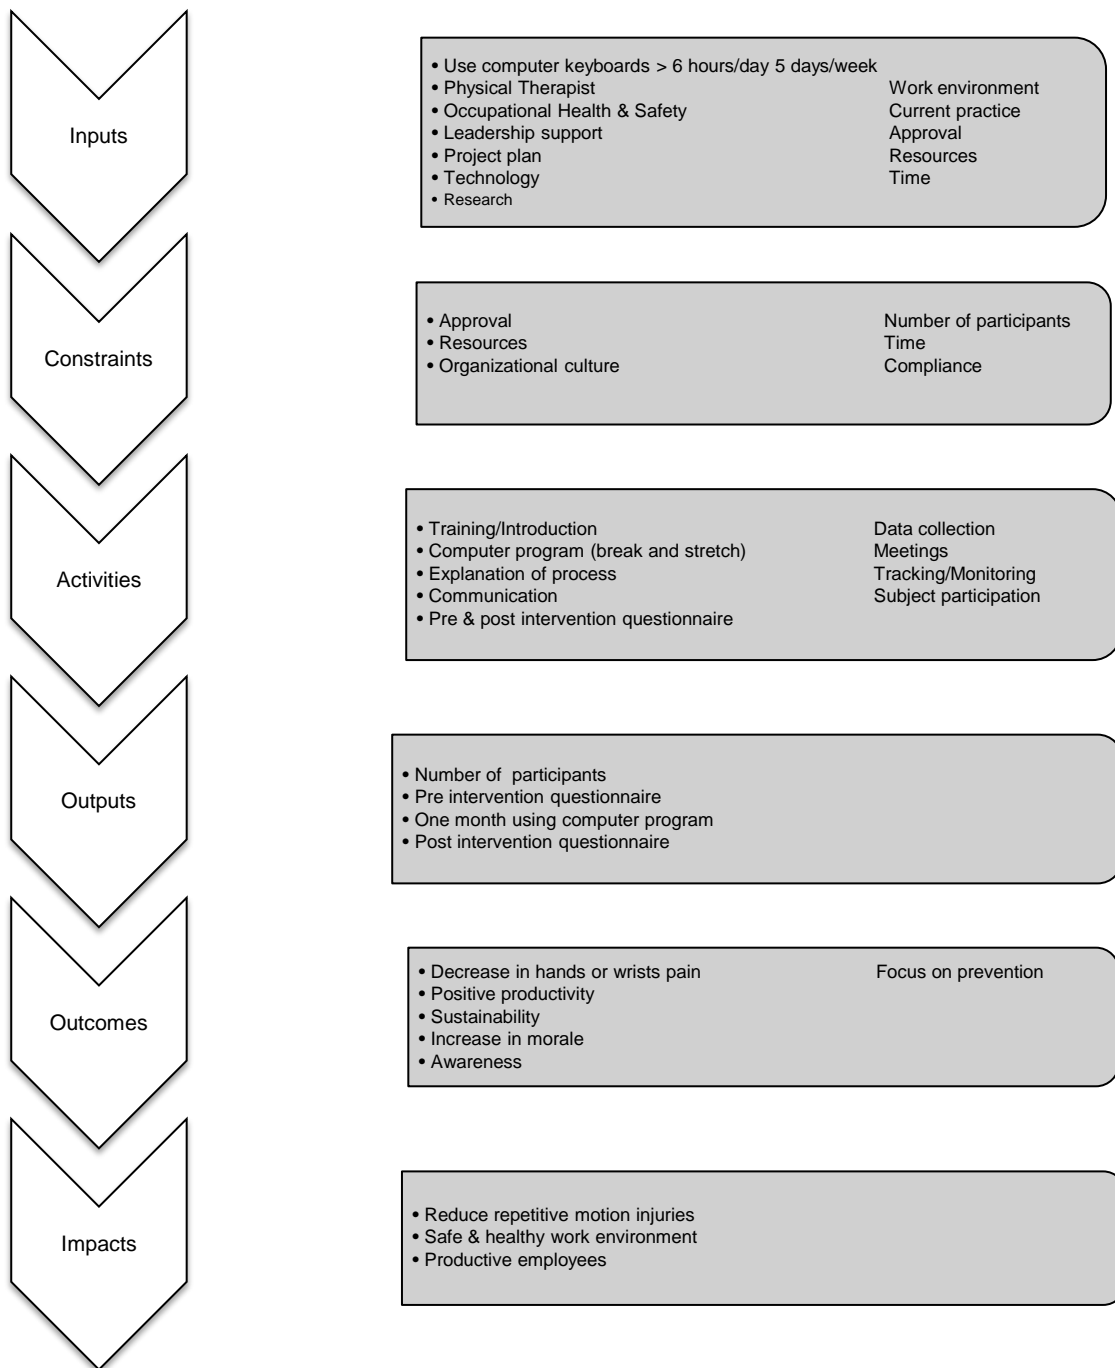 Inputs
• Use computer keyboards > 6 hours/day 5 days/week
• Physical Therapist Work environment
• Occupational Health & Safety Current practice
• Leadership support Approval
• Project plan Resources
• Technology Time
• Research
Constraints
• Approval Number of participants
• Resources Time
• Organizational culture Compliance
Activities
• Training/Introduction Data collection
• Computer program (break and stretch) Meetings
• Explanation of process Tracking/Monitoring
• Communication Subject participation
• Pre & post intervention questionnaire
Outputs
• Number of participants
• Pre intervention questionnaire
• One month using computer program
• Post intervention questionnaire
Outcomes
• Decrease in hands or wrists pain Focus on prevention
• Positive productivity
• Sustainability
• Increase in morale
• Awareness
Impacts
• Reduce repetitive motion injuries
• Safe & healthy work environment
• Productive employees